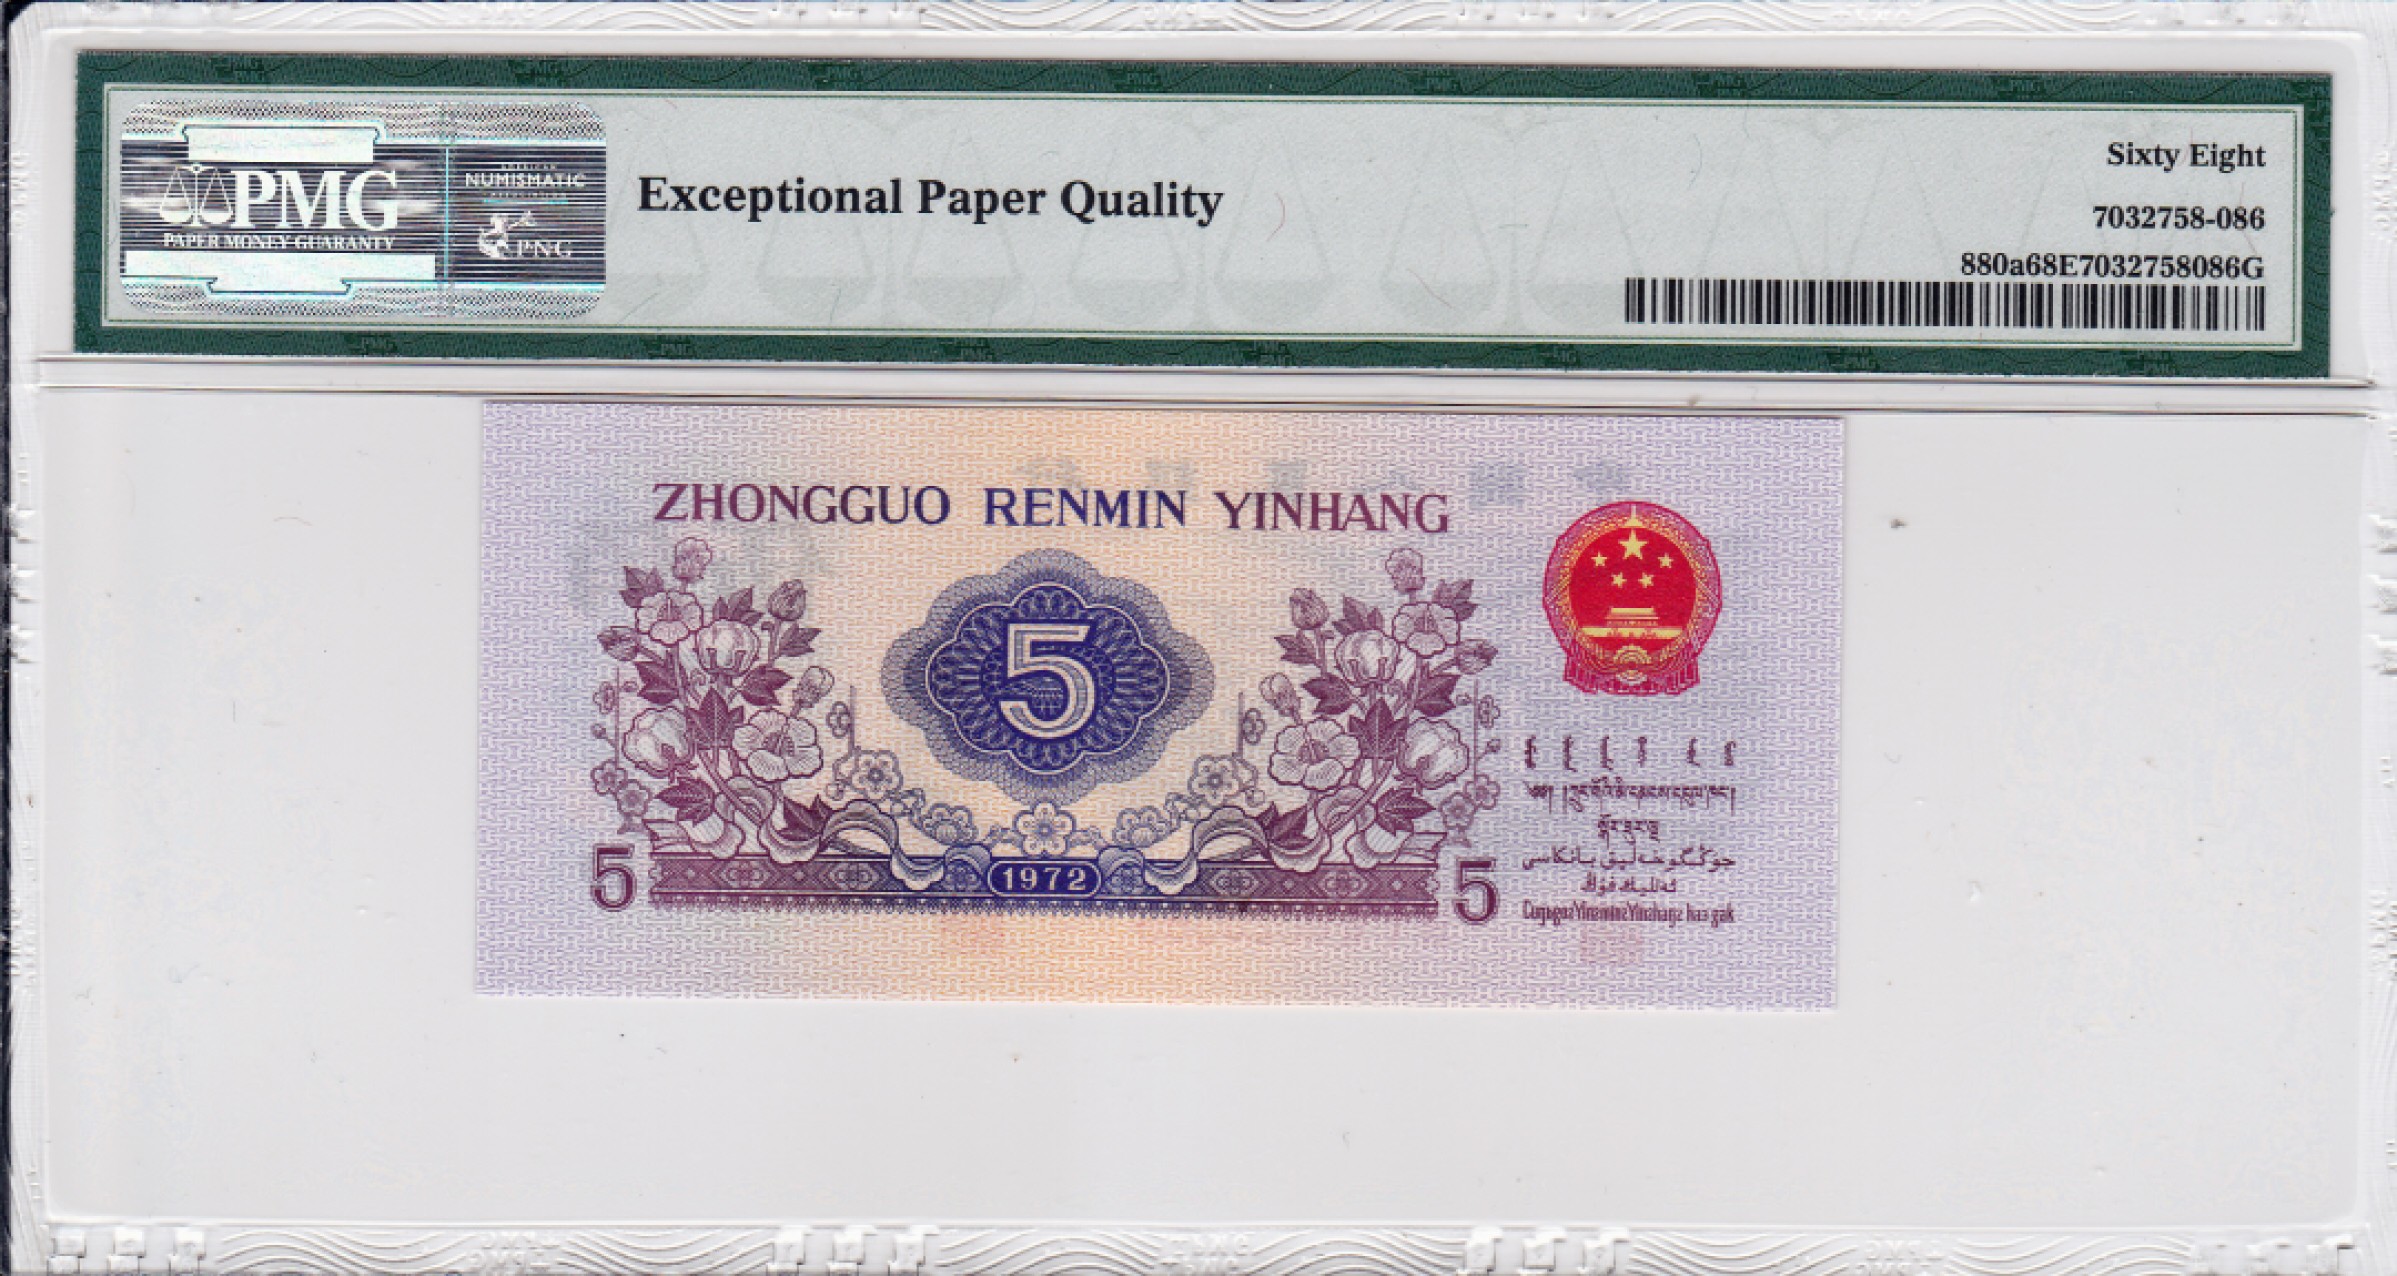 PMG
PAPER MONEY GUARANTY
NUMISMATIC
PNG
Exceptional Paper Quality
Sixty Eight
7032758-086
880a68E7032758086G
ZHONGGUO RENMIN YINHANG
5
1972
5
5